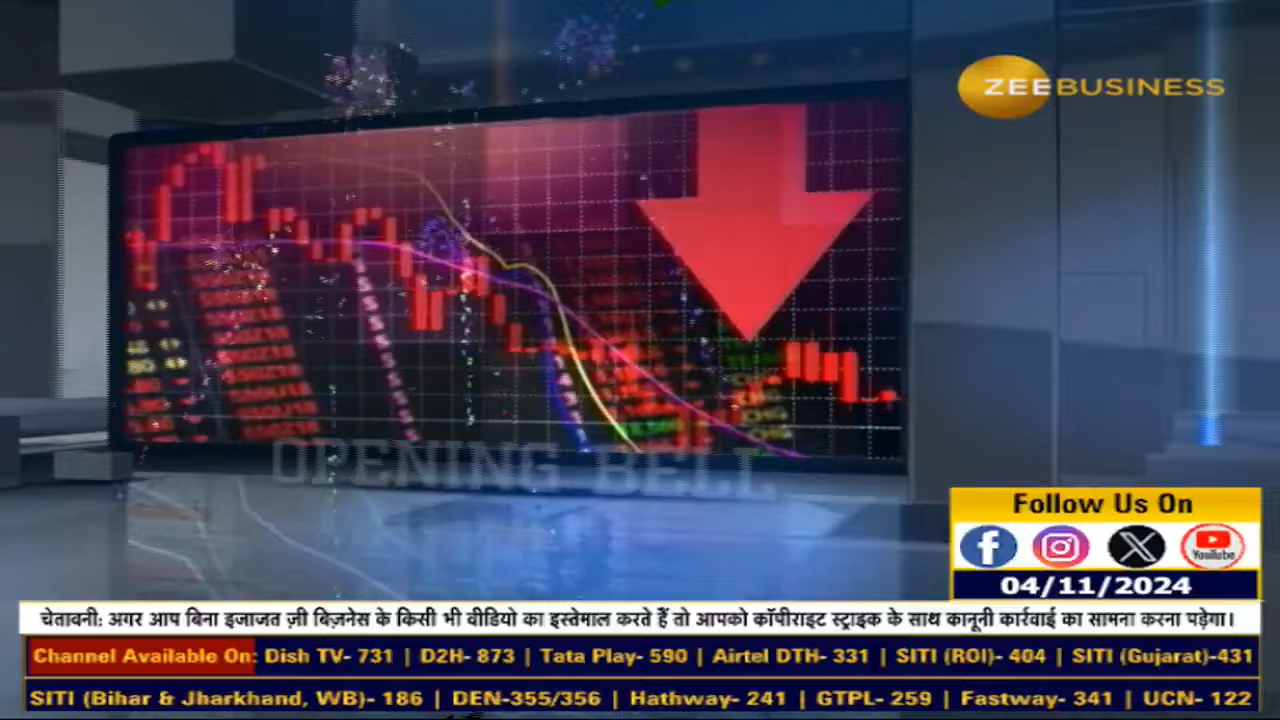 ZEEBUSINESS
OPENING BELL
Follow Us On
YouTube
04/11/2024
चेतावनी: अगर आप बिना इजाजत ज़ी बिज़नेस के किसी भी वीडियो का इस्तेमाल करते हैं तो आपको कॉपीराइट स्ट्राइक के साथ कानूनी कार्रवाई का सामना करना पड़ेगा।
Channel Available On: Dish TV- 731 | D2H- 873 | Tata Play- 590 | Airtel DTH- 331 | SITI (ROI)- 404 | SITI (Gujarat)-431
SITI (Bihar & Jharkhand, WB)- 186 | DEN-355/356 | Hathway- 241 | GTPL- 259 | Fastway- 341 | UCN- 122